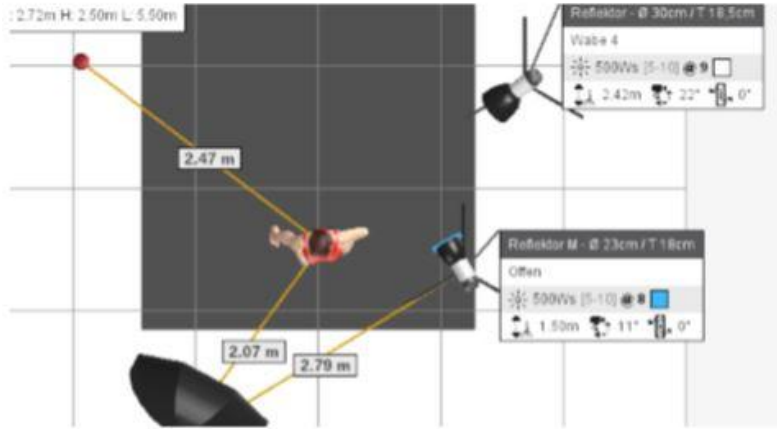 : 2.72m H: 2.50m L: 5.50m
Reflektor - Ø 30cm / T 18,5cm
Wabe 4
500Ws [5-10] @ 9
2.42m 22° 0°
2.47 m
Reflektor M - Ø 23cm / T 18cm
Offen
500Ws [5-10] @ 8
1.50m 11° 0°
2.07 m
2.79 m